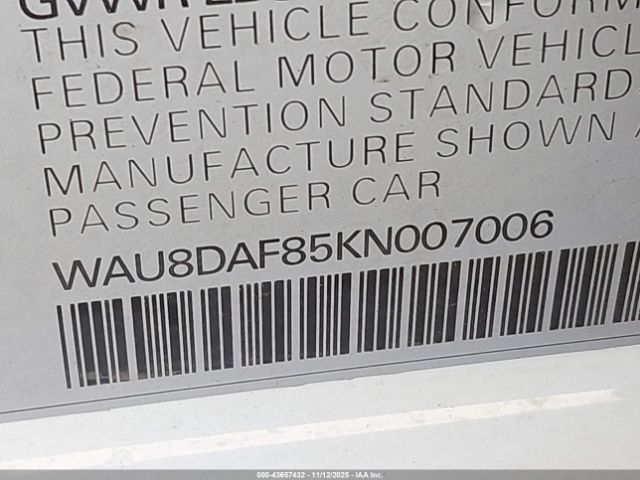 THIS VEHICLE CONFORM
FEDERAL MOTOR VEHICL
PREVENTION STANDARD
MANUFACTURE SHOWN A
PASSENGER CAR
WAU8DAF85KN007006
000-43657432 - 11/12/2025 - IAA Inc.